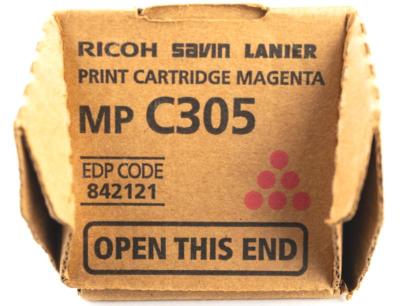 RICOH Savin LANIER
PRINT CARTRIDGE MAGENTA
MP C305
EDP CODE
842121
OPEN THIS END